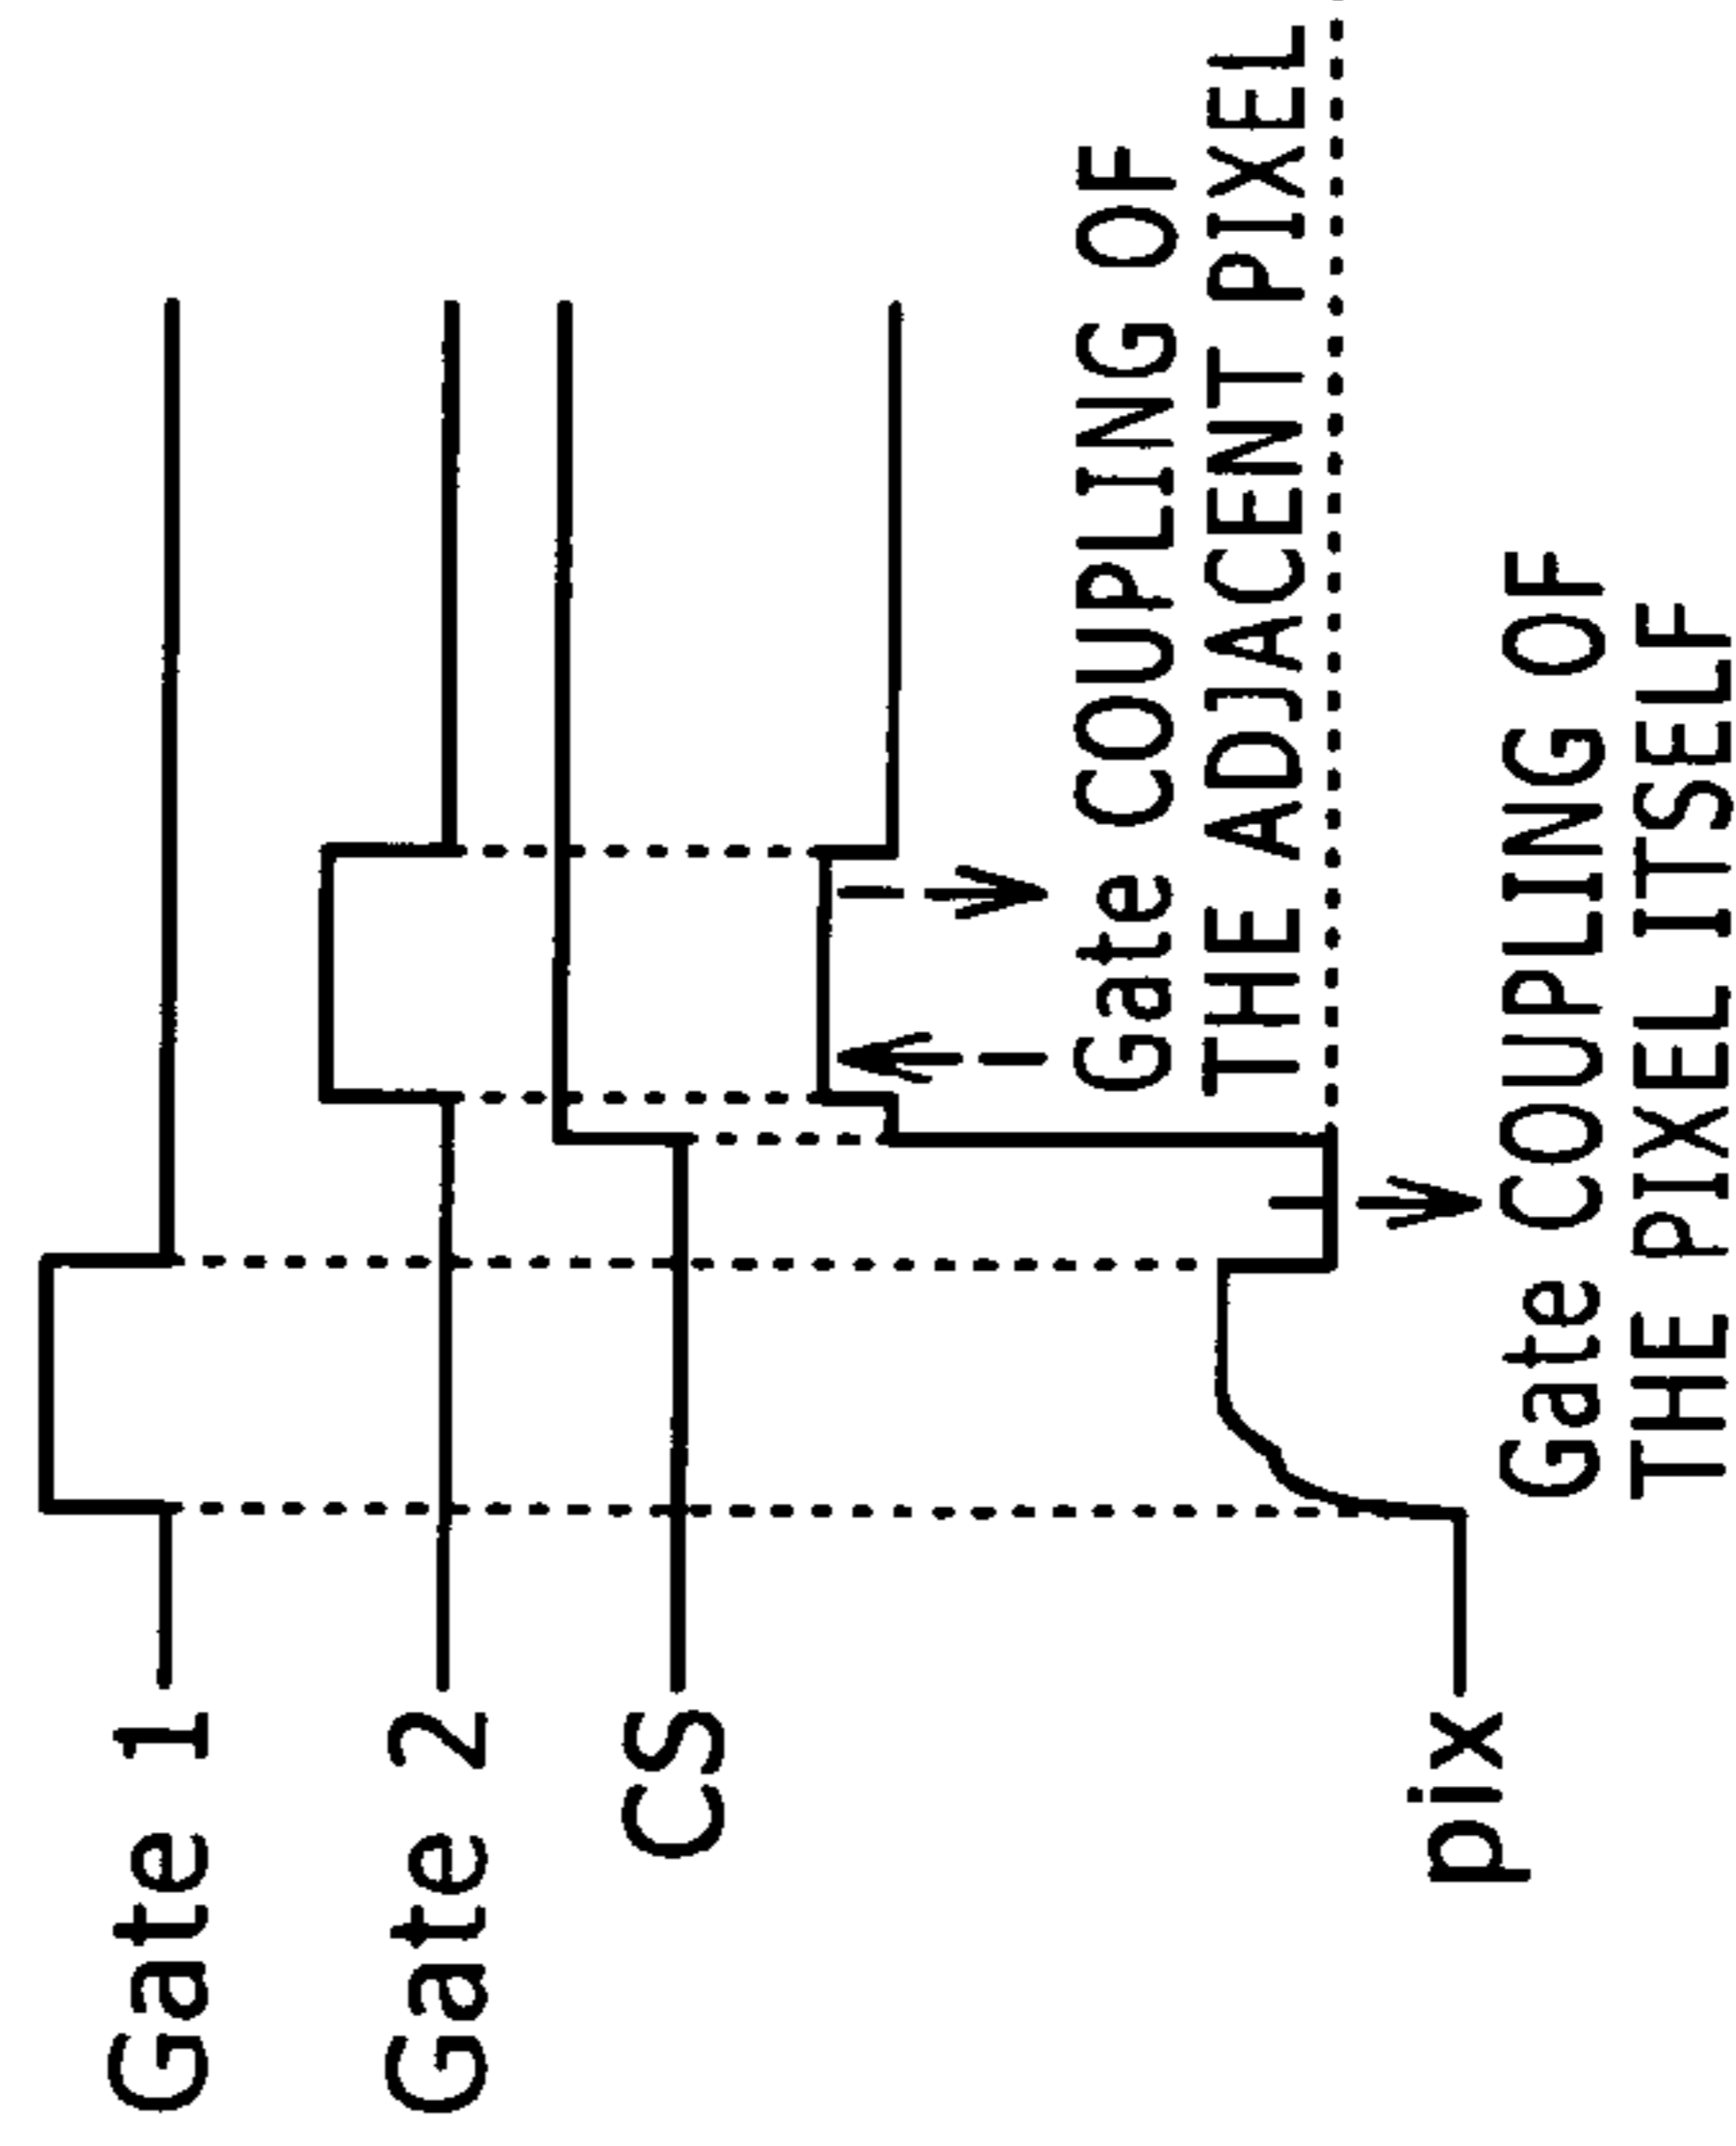 Gate 1
Gate 2
CS
pix
Gate COUPLING OF
THE ADJACENT PIXEL
Gate COUPLING OF
THE PIXEL ITSELF